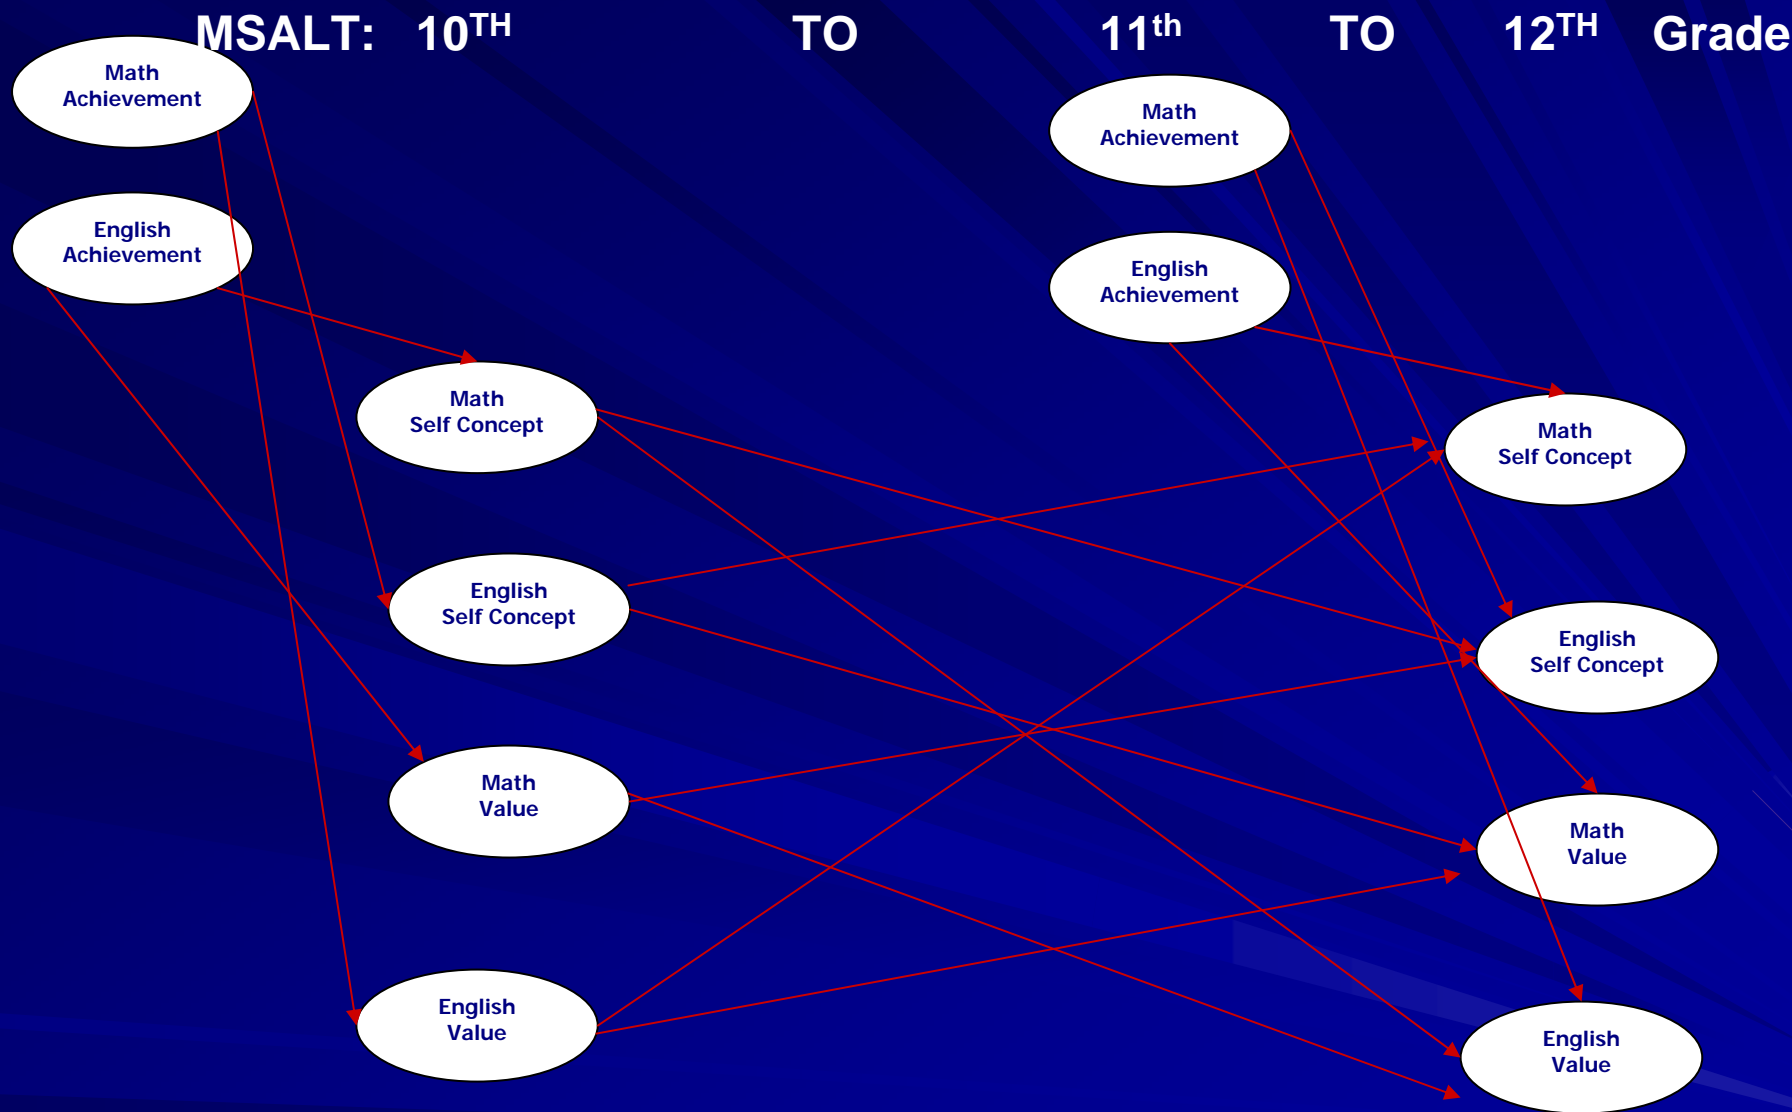 MSALT: 10TH TO 11th TO 12TH Grade
Math
Achievement
English
Achievement
Math
Self Concept
English
Self Concept
Math
Value
English
Value
Math
Achievement
English
Achievement
Math
Self Concept
English
Self Concept
Math
Value
English
Value